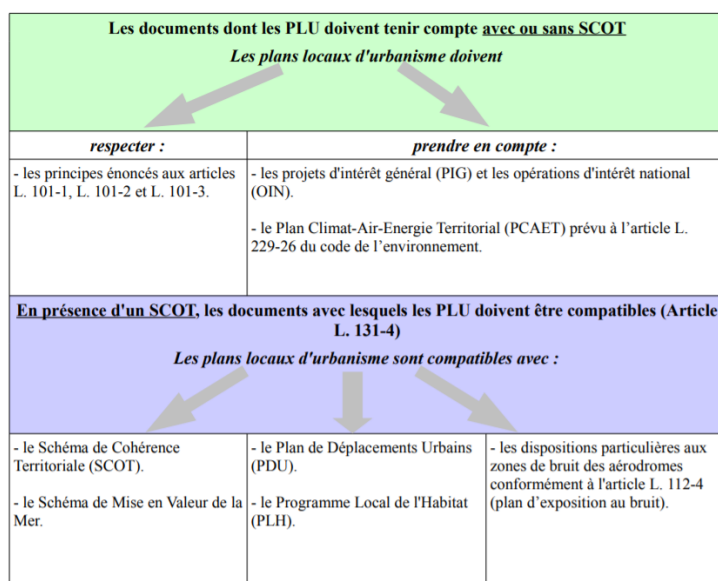 Les documents dont les PLU doivent tenir compte avec ou sans SCOT
Les plans locaux d'urbanisme doivent
respecter :
prendre en compte :
- les principes énoncés aux articles
L. 101-1, L. 101-2 et L. 101-3.
- les projets d'intérêt général (PIG) et les opérations d'intérêt national
(OIN).
- le Plan Climat-Air-Energie Territorial (PCAET) prévu à l'article L.
229-26 du code de l'environnement.
En présence d'un SCOT, les documents avec lesquels les PLU doivent être compatibles (Article
L. 131-4)
Les plans locaux d'urbanisme sont compatibles avec :
- le Schéma de Cohérence
Territoriale (SCOT).
- le Schéma de Mise en Valeur de la
Mer.
- le Plan de Déplacements Urbains
(PDU).
- le Programme Local de l'Habitat
(PLH).
- les dispositions particulières aux
zones de bruit des aérodromes
conformément à l'article L. 112-4
(plan d'exposition au bruit).